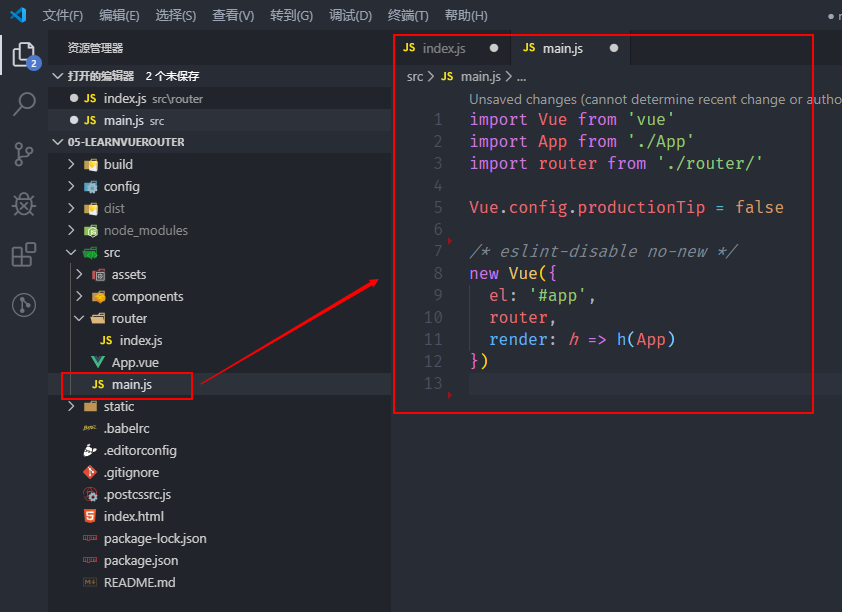 文件(F) 编辑(E) 选择(S) 查看(V) 转到(G) 调试(D) 终端(T) 帮助(H)
资源管理器
打开的编辑器 2 个未保存
JS index.js src\router
JS main.js src
05-LEARNVUEROUTER
build
config
dist
node_modules
src
assets
components
router
JS index.js
App.vue
JS main.js
static
.babelrc
.editorconfig
.gitignore
.postcssrc.js
index.html
package-lock.json
package.json
README.md
2
JS index.js JS main.js
src > JS main.js > ...
Unsaved changes (cannot determine recent change or autho
1 import Vue from 'vue'
2 import App from './App'
3 import router from './router/'
4
5 Vue.config.productionTip = false
6
7 /* eslint-disable no-new */
8 new Vue({
9 el: '#app',
10 router,
11 render: h => h(App)
12 })
13